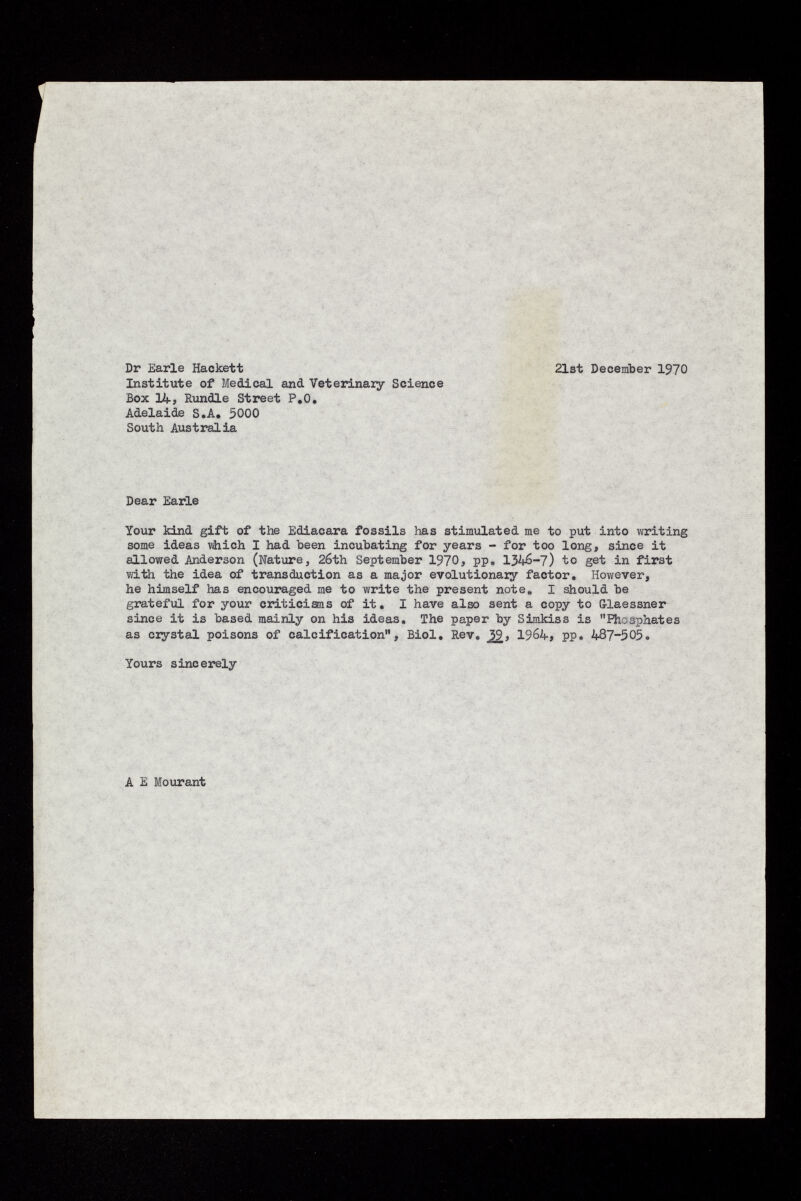 Dr Earle Hackett 21st December 1970
Institute of Medical and Veterinary Science
Box 14, Rundle Street P.O.
Adelaide S.A. 5000
South Australia
Dear Earle
Your kind gift of the Ediacara fossils has stimulated me to put into writing
some ideas which I had been incubating for years - for too long, since it
allowed Anderson (Nature, 26th September 1970, pp. 1346-7) to get in first
with the idea of transduction as a major evolutionary factor. However,
he himself has encouraged me to write the present note. I should be
grateful for your criticisms of it. I have also sent a copy to Glaessner
since it is based mainly on his ideas. The paper by Simkiss is "Phosphates
as crystal poisons of calcification", Biol. Rev. 39, 1964, pp. 487-505.
Yours sincerely
A E Mourant